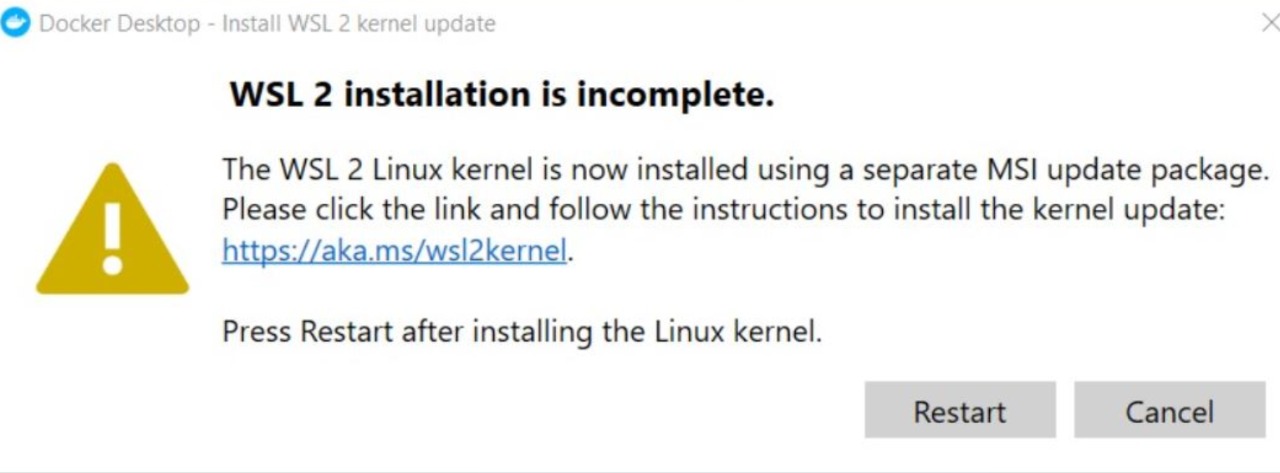 Docker Desktop - Install WSL 2 kernel update
WSL 2 installation is incomplete.
The WSL 2 Linux kernel is now installed using a separate MSI update package.
Please click the link and follow the instructions to install the kernel update:
https://aka.ms/wsl2kernel.
Press Restart after installing the Linux kernel.
Restart
Cancel